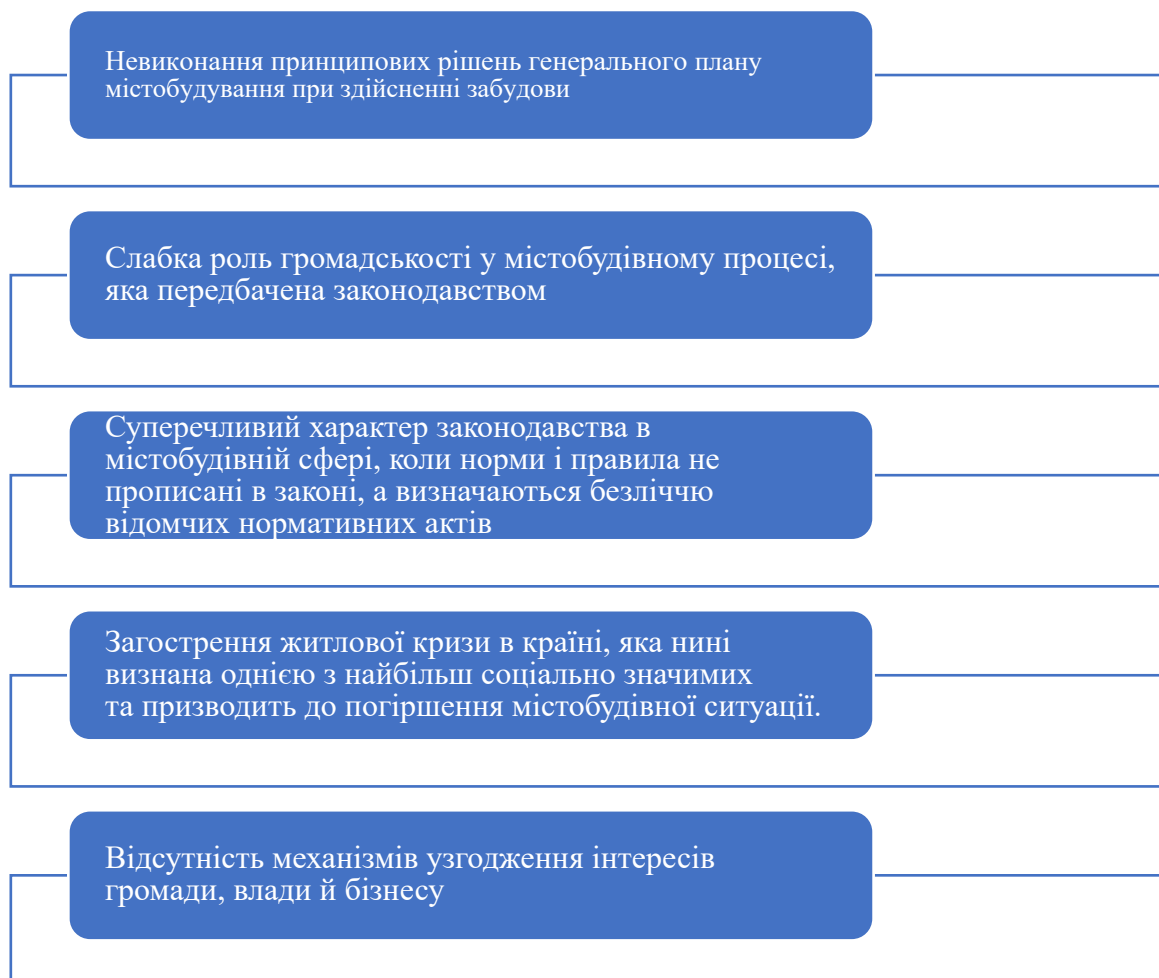 Невиконання принципових рішень генерального плану
містобудування при здійсненні забудови
Слабка роль громадськості у містобудівному процесі,
яка передбачена законодавством
Суперечливий характер законодавства в
містобудівній сфері, коли норми і правила не
прописані в законі, а визначаються безліччю
відомчих нормативних актів
Загострення житлової кризи в країні, яка нині
визнана однією з найбільш соціально значимих
та призводить до погіршення містобудівної ситуації.
Відсутність механізмів узгодження інтересів
громади, влади й бізнесу